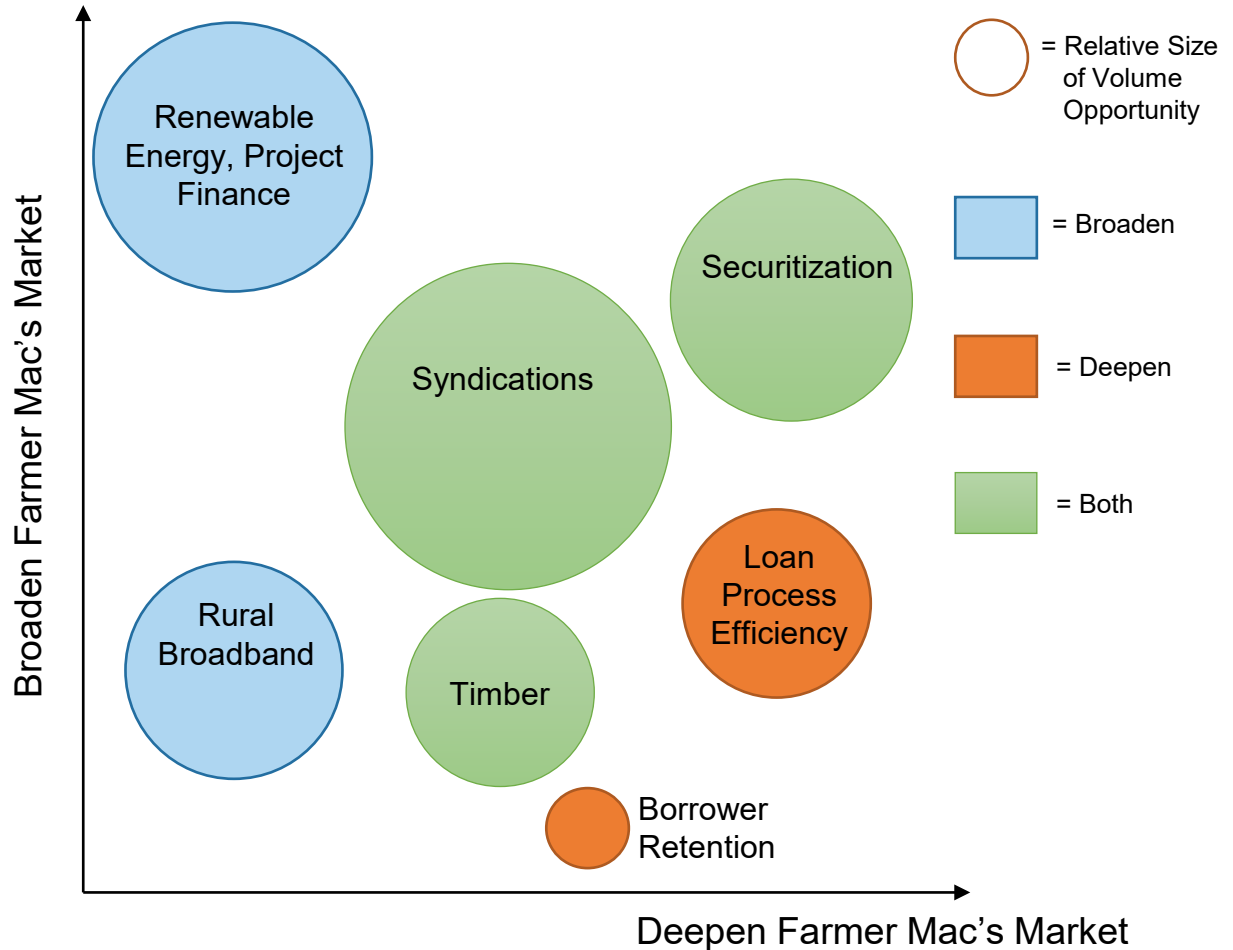 Broaden Farmer Mac’s Market
Renewable
Energy, Project
Finance
Syndications
Securitization
Rural
Broadband
Timber
Loan
Process
Efficiency
Borrower
Retention
Deepen Farmer Mac’s Market
= Relative Size
of Volume
Opportunity
= Broaden
= Deepen
= Both